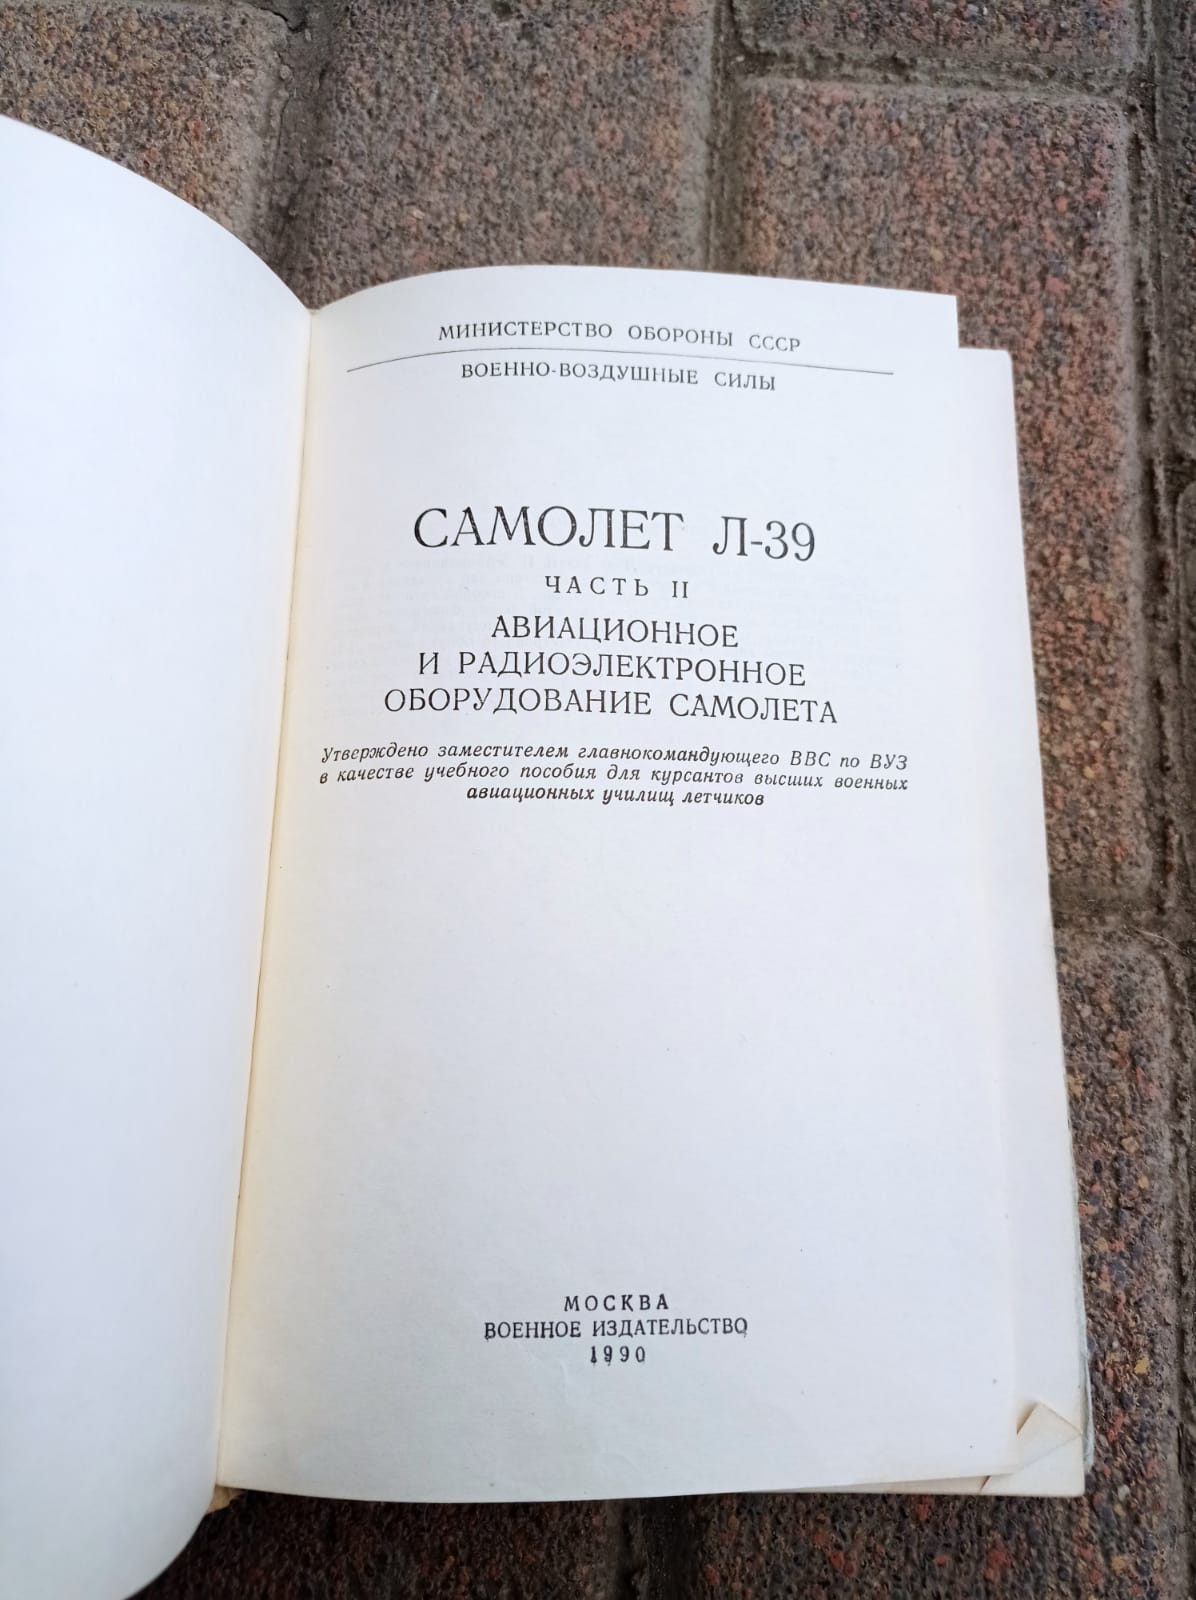 МИНИСТЕРСТВО ОБОРОНЫ СССР
ВОЕННО-ВОЗДУШНЫЕ СИЛЫ
САМОЛЕТ Л-39
ЧАСТЬ II
АВИАЦИОННОЕ
И РАДИОЭЛЕКТРОННОЕ
ОБОРУДОВАНИЕ САМОЛЕТА
Утверждено заместителем главнокомандующего ВВС по ВУЗ
в качестве учебного пособия для курсантов высших военных
авиационных училищ летчиков
МОСКВА
ВОЕННОЕ ИЗДАТЕЛЬСТВО
1990